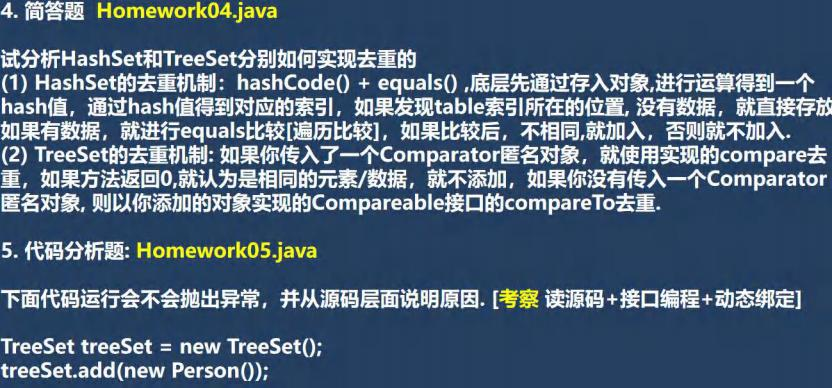 4. 简答题 Homework04.java
试分析HashSet和TreeSet分别如何实现去重的
(1) HashSet的去重机制：hashCode() + equals() ,底层先通过存入对象,进行运算得到一个
hash值，通过hash值得到对应的索引，如果发现table索引所在的位置, 没有数据，就直接存放
如果有数据，就进行equals比较[遍历比较]，如果比较后，不相同,就加入，否则就不加入.
(2) TreeSet的去重机制: 如果你传入了一个Comparator匿名对象，就使用实现的compare去
重，如果方法返回0,就认为是相同的元素/数据，就不添加，如果你没有传入一个Comparator
匿名对象, 则以你添加的对象实现的Compareable接口的compareTo去重.
5. 代码分析题: Homework05.java
下面代码运行会不会抛出异常，并从源码层面说明原因. [考察 读源码+接口编程+动态绑定]
TreeSet treeSet = new TreeSet();
treeSet.add(new Person());